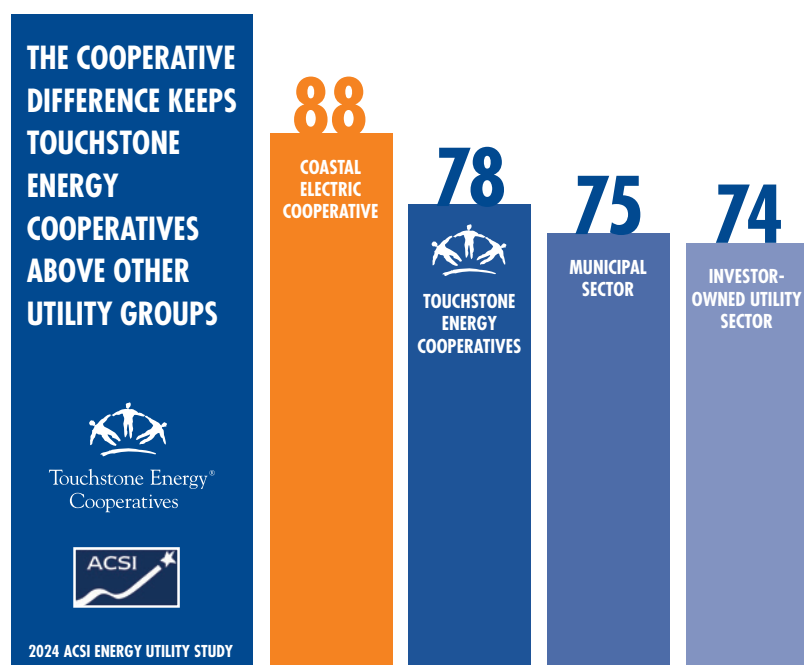 THE COOPERATIVE
DIFFERENCE KEEPS
TOUCHSTONE
ENERGY
COOPERATIVES
ABOVE OTHER
UTILITY GROUPS
Touchstone Energy®
Cooperatives
ACSI
2024 ACSI ENERGY UTILITY STUDY
88
COASTAL
ELECTRIC
COOPERATIVE
78
TOUCHSTONE
ENERGY
COOPERATIVES
75
MUNICIPAL
SECTOR
74
INVESTOR-
OWNED UTILITY
SECTOR